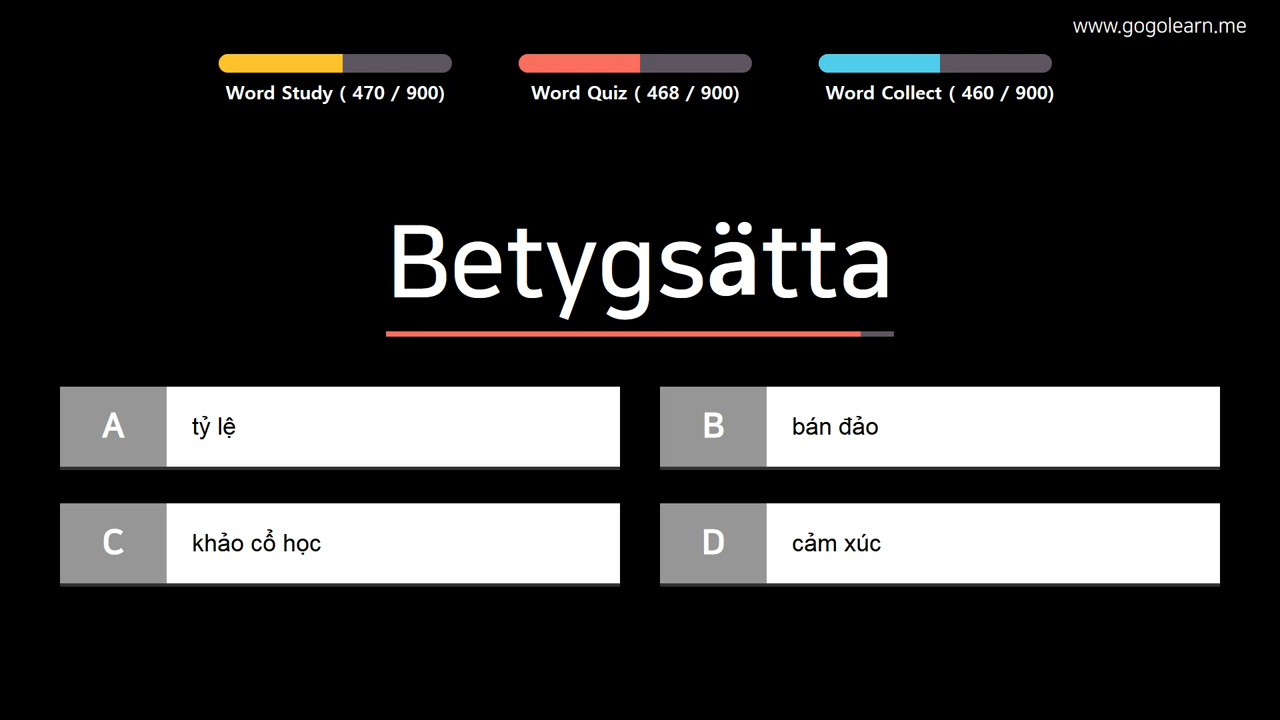 www.gogolearn.me
Word Study ( 470 / 900)
Word Quiz ( 468 / 900)
Word Collect ( 460 / 900)
Betygsätta
A
tỷ lệ
B
bán đảo
C
khảo cổ học
D
cảm xúc